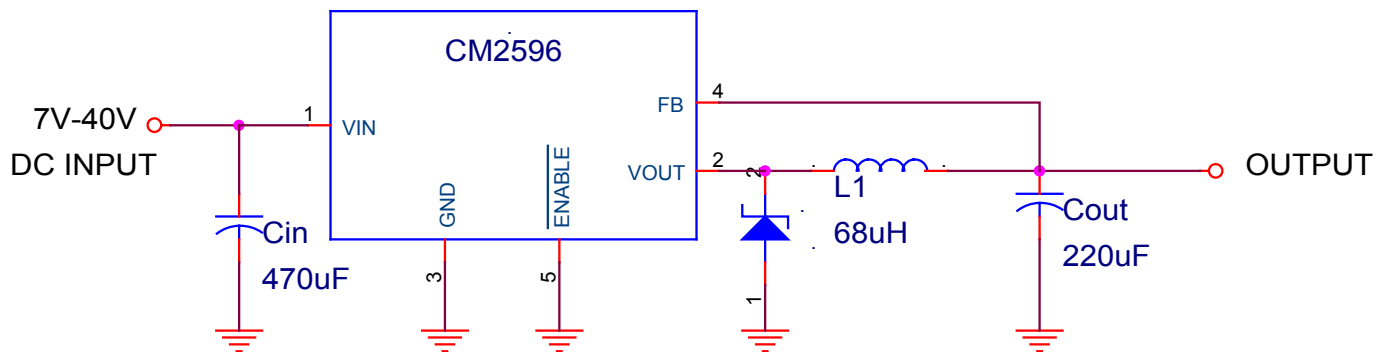 CM2596
7V-40V
DC INPUT
1
VIN
GND
3
ENABLE
5
FB
4
VOUT
2
2
1
L1
68uH
OUTPUT
Cin
470uF
Cout
220uF